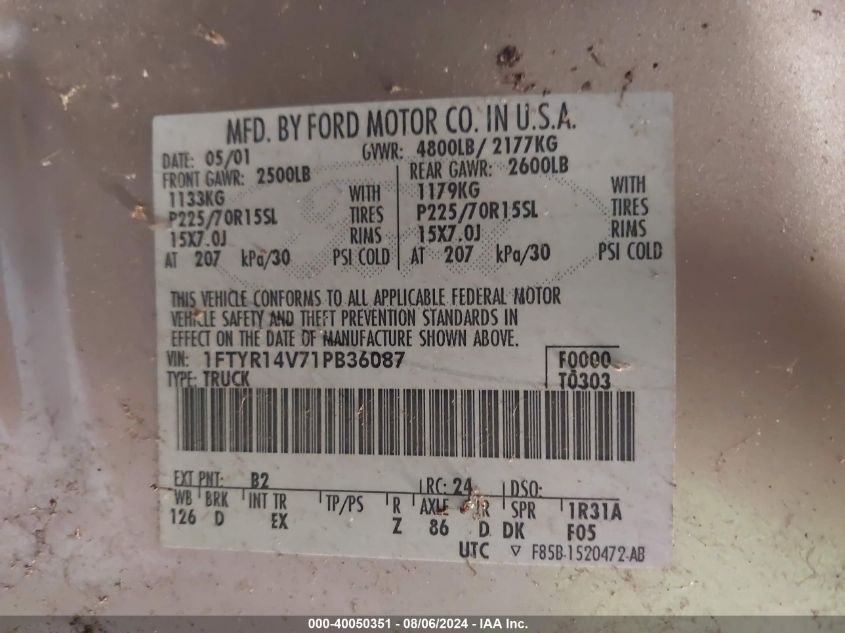 MFD. BY FORD MOTOR CO. IN U.S.A.
DATE: 05/01 GVWR: 4800LB/ 2177KG
FRONT GAWR: 2500LB REAR GAWR: 2600LB
1133KG WITH 1179KG WITH
P225/70R15SL TIRES P225/70R15SL TIRES
15X7.0J RIMS 15X7.0J RIMS
AT 207 kPa/30 PSI COLD AT 207 kPa/30 PSI COLD
THIS VEHICLE CONFORMS TO ALL APPLICABLE FEDERAL MOTOR
VEHICLE SAFETY AND THEFT PREVENTION STANDARDS IN
EFFECT ON THE DATE OF MANUFACTURE SHOWN ABOVE.
VIN: 1FTYR14V71PB36087 F0000
TYPE: TRUCK T0303
EXT PNT: B2 RC: 24 DSO:
WB BRK INT TR TP/PS R AXLE SPR 1R31A
126 D EX Z 86 D DK F05
UTC F85B-1520472-AB
000-40050351 - 08/06/2024 - IAA Inc.